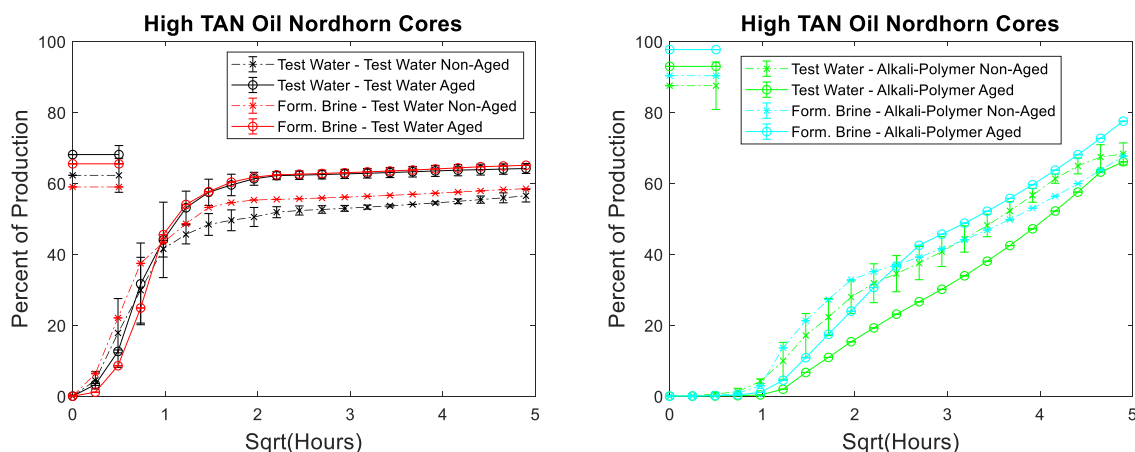 High TAN Oil Nordhorn Cores
100
80
60
40
20
0
0
1
2
3
4
5
Percent of Production
Sqrt(Hours)
Test Water - Test Water Non-Aged
Test Water - Test Water Aged
Form. Brine - Test Water Non-Aged
Form. Brine - Test Water Aged
High TAN Oil Nordhorn Cores
100
80
60
40
20
0
0
1
2
3
4
5
Percent of Production
Sqrt(Hours)
Test Water - Alkali-Polymer Non-Aged
Test Water - Alkali-Polymer Aged
Form. Brine - Alkali-Polymer Non-Aged
Form. Brine - Alkali-Polymer Aged